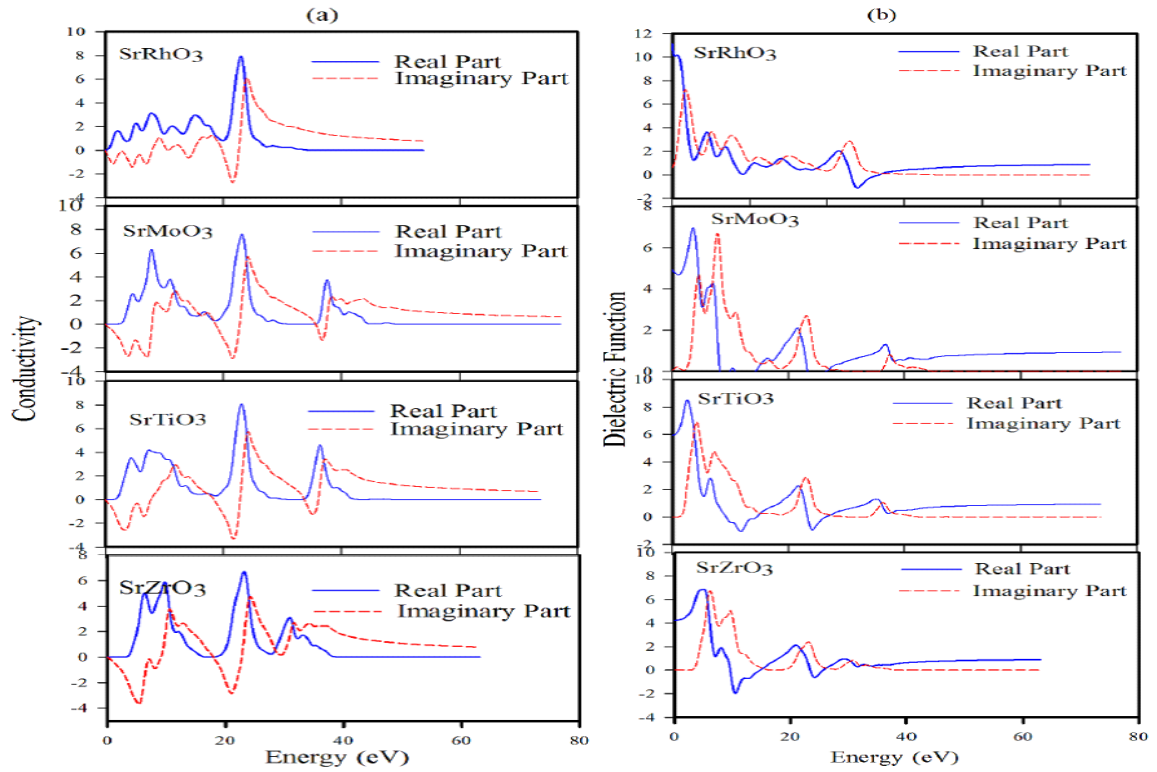 (a)
10
SrRhO3
Real Part
Imaginary Part
8
6
4
2
0
-2
-4
10
SrMoO3
Real Part
Imaginary Part
8
6
4
2
0
-2
-4
10
SrTiO3
Real Part
Imaginary Part
8
6
4
2
0
-2
-4
8
SrZrO3
Real Part
Imaginary Part
6
4
2
0
-2
-4
0 20 40 60 80
Energy (eV)
Conductivity
(b)
12
SrRhO3
Real Part
Imaginary Part
10
8
6
4
2
0
-2
8
SrMoO3
Real Part
Imaginary Part
6
4
2
10
SrTiO3
Real Part
Imaginary Part
8
6
4
2
0
-2
10
SrZrO3
Real Part
Imaginary Part
8
6
4
2
0
-2
-4
0 20 40 60 80
Energy (eV)
Dielectric Function